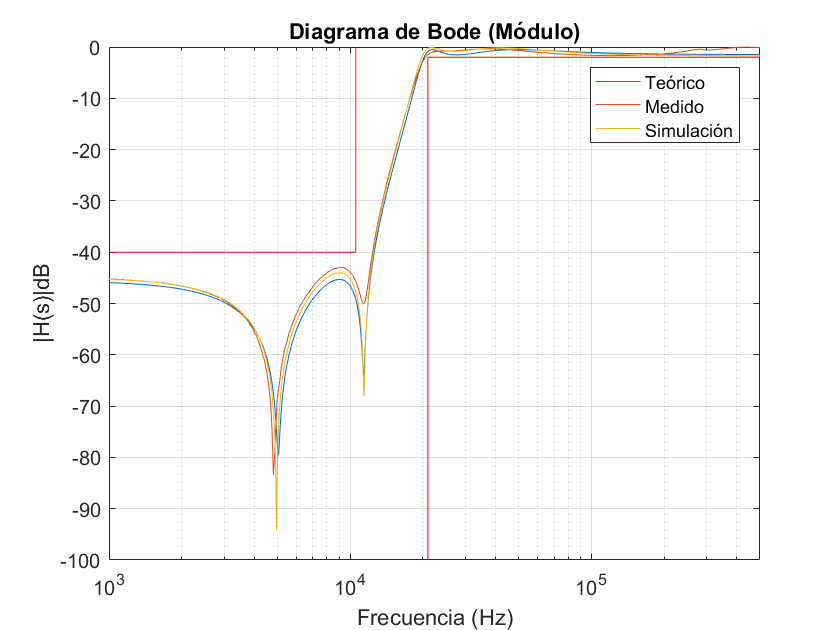 Diagrama de Bode (Módulo)
0
-10
-20
-30
-40
-50
-60
-70
-80
-90
-100
|H(s)|dB
Teórico
Medido
Simulación
10^3
10^4
10^5
Frecuencia (Hz)